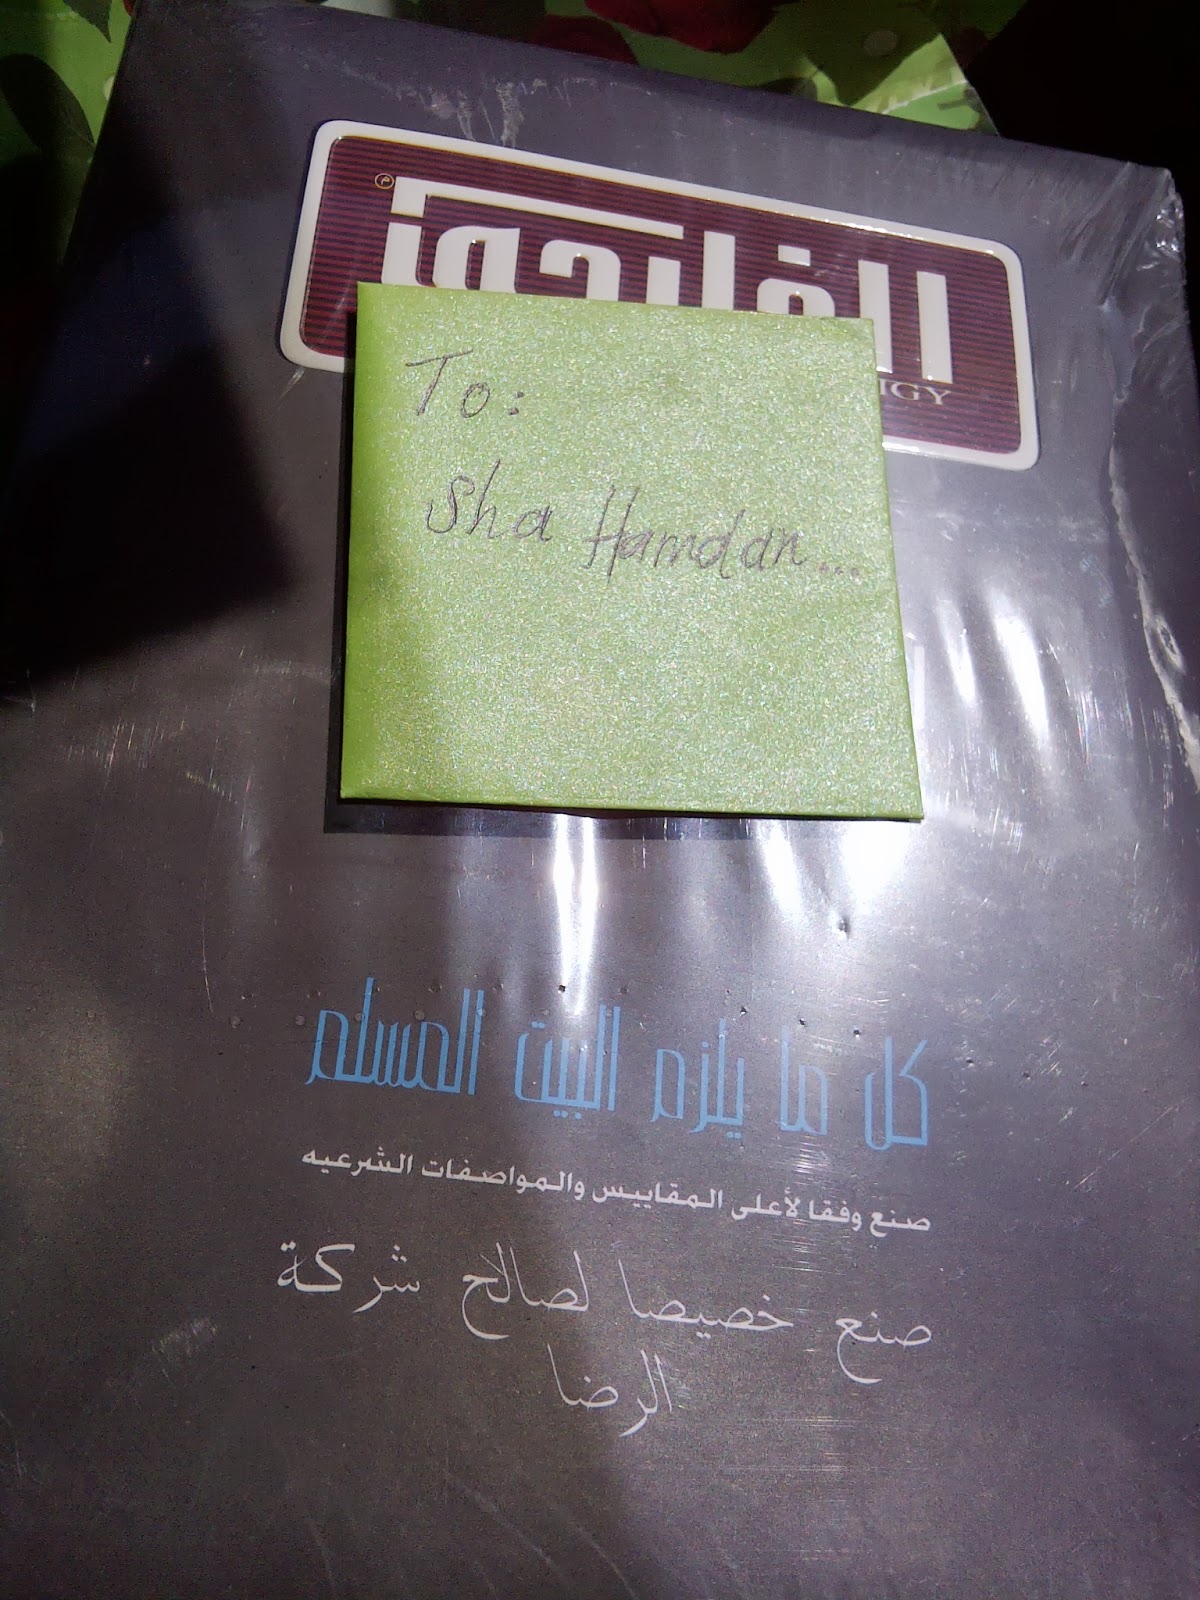 م
IGY
To:
Sha Hamdan...
كل ما يلزم البيت المسلم
صنع وفقا لأعلى المقاييس والمواصفات الشرعيه
صنع خصيصا لصالح شركة
الرضا